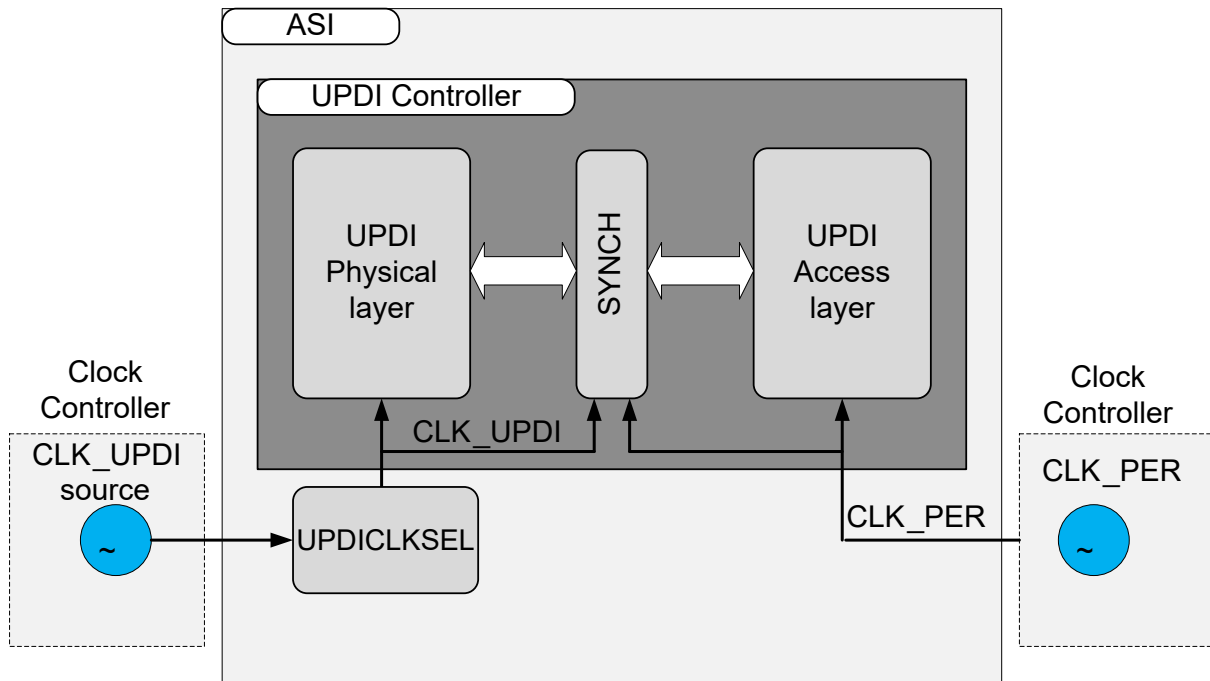 ASI
UPDI Controller
UPDI
Physical
layer
SYNCH
UPDI
Access
layer
Clock
Controller
CLK_UPDI
source
~
UPDICLKSEL
CLK_UPDI
CLK_PER
Clock
Controller
CLK_PER
~